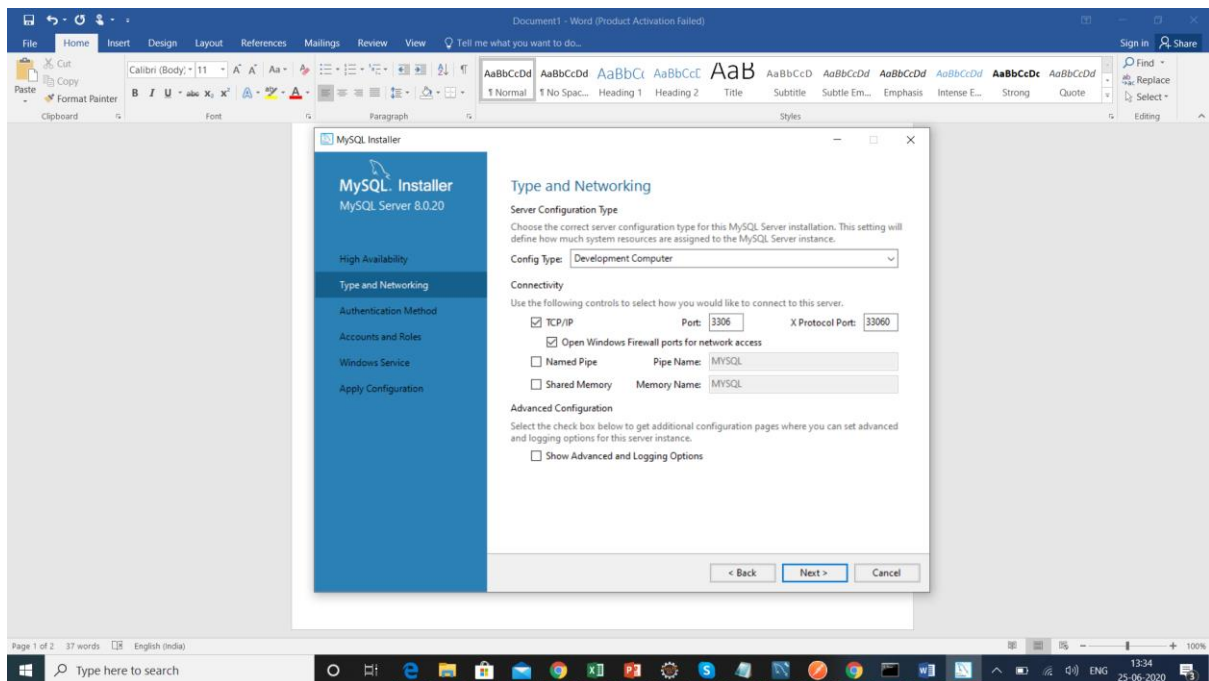 Document1 - Word (Product Activation Failed)
File Home Insert Design Layout References Mailings Review View Tell me what you want to do... Sign in Share
Cut
Copy
Format Painter
Paste
Clipboard
Calibri (Body) 11
Font
Paragraph
AaBbCcDd AaBbCcDd AaBbCc AaBbCcE AaB AaBbCcD AaBbCcDd AaBbCcDd AaBbCcDd AaBbCcDc AaBbCcDd
¶ Normal ¶ No Spac... Heading 1 Heading 2 Title Subtitle Subtle Em... Emphasis Intense E... Strong Quote
Styles
Find
Replace
Select
Editing
MySQL Installer
MySQL. Installer
MySQL Server 8.0.20
High Availability
Type and Networking
Authentication Method
Accounts and Roles
Windows Service
Apply Configuration
Type and Networking
Server Configuration Type
Choose the correct server configuration type for this MySQL Server installation. This setting will
define how much system resources are assigned to the MySQL Server instance.
Config Type: Development Computer
Connectivity
Use the following controls to select how you would like to connect to this server.
TCP/IP Port: 3306 X Protocol Port: 33060
Open Windows Firewall ports for network access
Named Pipe Pipe Name: MYSQL
Shared Memory Memory Name: MYSQL
Advanced Configuration
Select the check box below to get additional configuration pages where you can set advanced
and logging options for this server instance.
Show Advanced and Logging Options
< Back Next > Cancel
Page 1 of 2 37 words English (India) 100%
Type here to search
ENG
13:34
25-06-2020